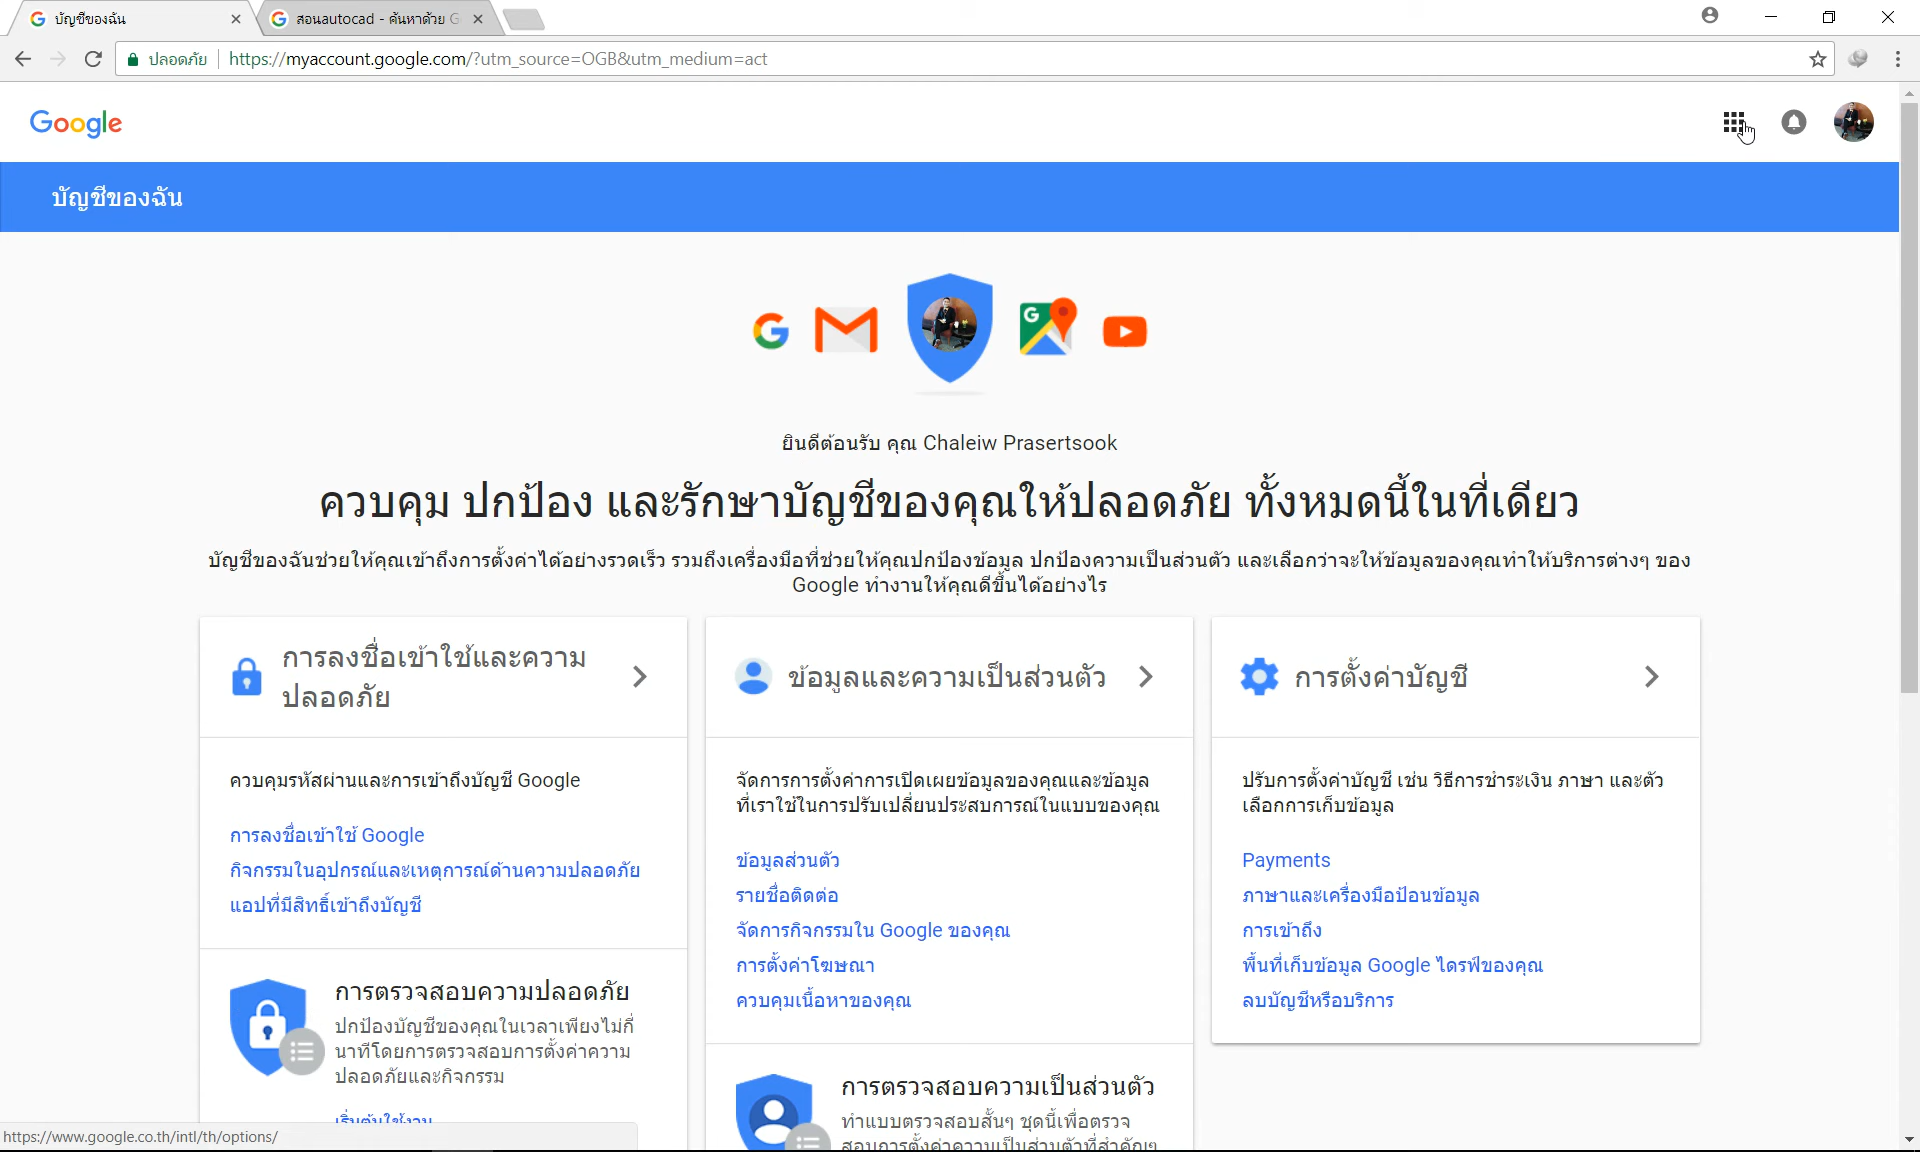 บัญชีของฉัน
สอนautocad - ค้นหาด้วย G
ปลอดภัย
https://myaccount.google.com/?utm_source=OGB&utm_medium=act
Google
บัญชีของฉัน
ยินดีต้อนรับ คุณ Chaleiw Prasertsook
ควบคุม ปกป้อง และรักษาบัญชีของคุณให้ปลอดภัย ทั้งหมดนี้ในที่เดียว
บัญชีของฉันช่วยให้คุณเข้าถึงการตั้งค่าได้อย่างรวดเร็ว รวมถึงเครื่องมือที่ช่วยให้คุณปกป้องข้อมูล ปกป้องความเป็นส่วนตัว และเลือกว่าจะให้ข้อมูลของคุณทำให้บริการต่างๆ ของ
Google ทำงานให้คุณดีขึ้นได้อย่างไร
การลงชื่อเข้าใช้และความ
ปลอดภัย
ควบคุมรหัสผ่านและการเข้าถึงบัญชี Google
การลงชื่อเข้าใช้ Google
กิจกรรมในอุปกรณ์และเหตุการณ์ด้านความปลอดภัย
แอปที่มีสิทธิ์เข้าถึงบัญชี
การตรวจสอบความปลอดภัย
ปกป้องบัญชีของคุณในเวลาเพียงไม่กี่
นาทีโดยการตรวจสอบการตั้งค่าความ
ปลอดภัยและกิจกรรม
เริ่มต้นใช้งาน
ข้อมูลและความเป็นส่วนตัว
จัดการการตั้งค่าการเปิดเผยข้อมูลของคุณและข้อมูล
ที่เราใช้ในการปรับเปลี่ยนประสบการณ์ในแบบของคุณ
ข้อมูลส่วนตัว
รายชื่อติดต่อ
จัดการกิจกรรมใน Google ของคุณ
การตั้งค่าโฆษณา
ควบคุมเนื้อหาของคุณ
การตรวจสอบความเป็นส่วนตัว
ทำแบบตรวจสอบสั้นๆ ชุดนี้เพื่อตรวจ
สอบการตั้งค่าความเป็นส่วนตัวที่สำคัญๆ
การตั้งค่าบัญชี
ปรับการตั้งค่าบัญชี เช่น วิธีการชำระเงิน ภาษา และตัว
เลือกการเก็บข้อมูล
Payments
ภาษาและเครื่องมือป้อนข้อมูล
การเข้าถึง
พื้นที่เก็บข้อมูล Google ไดรฟ์ของคุณ
ลบบัญชีหรือบริการ
https://www.google.co.th/intl/th/options/